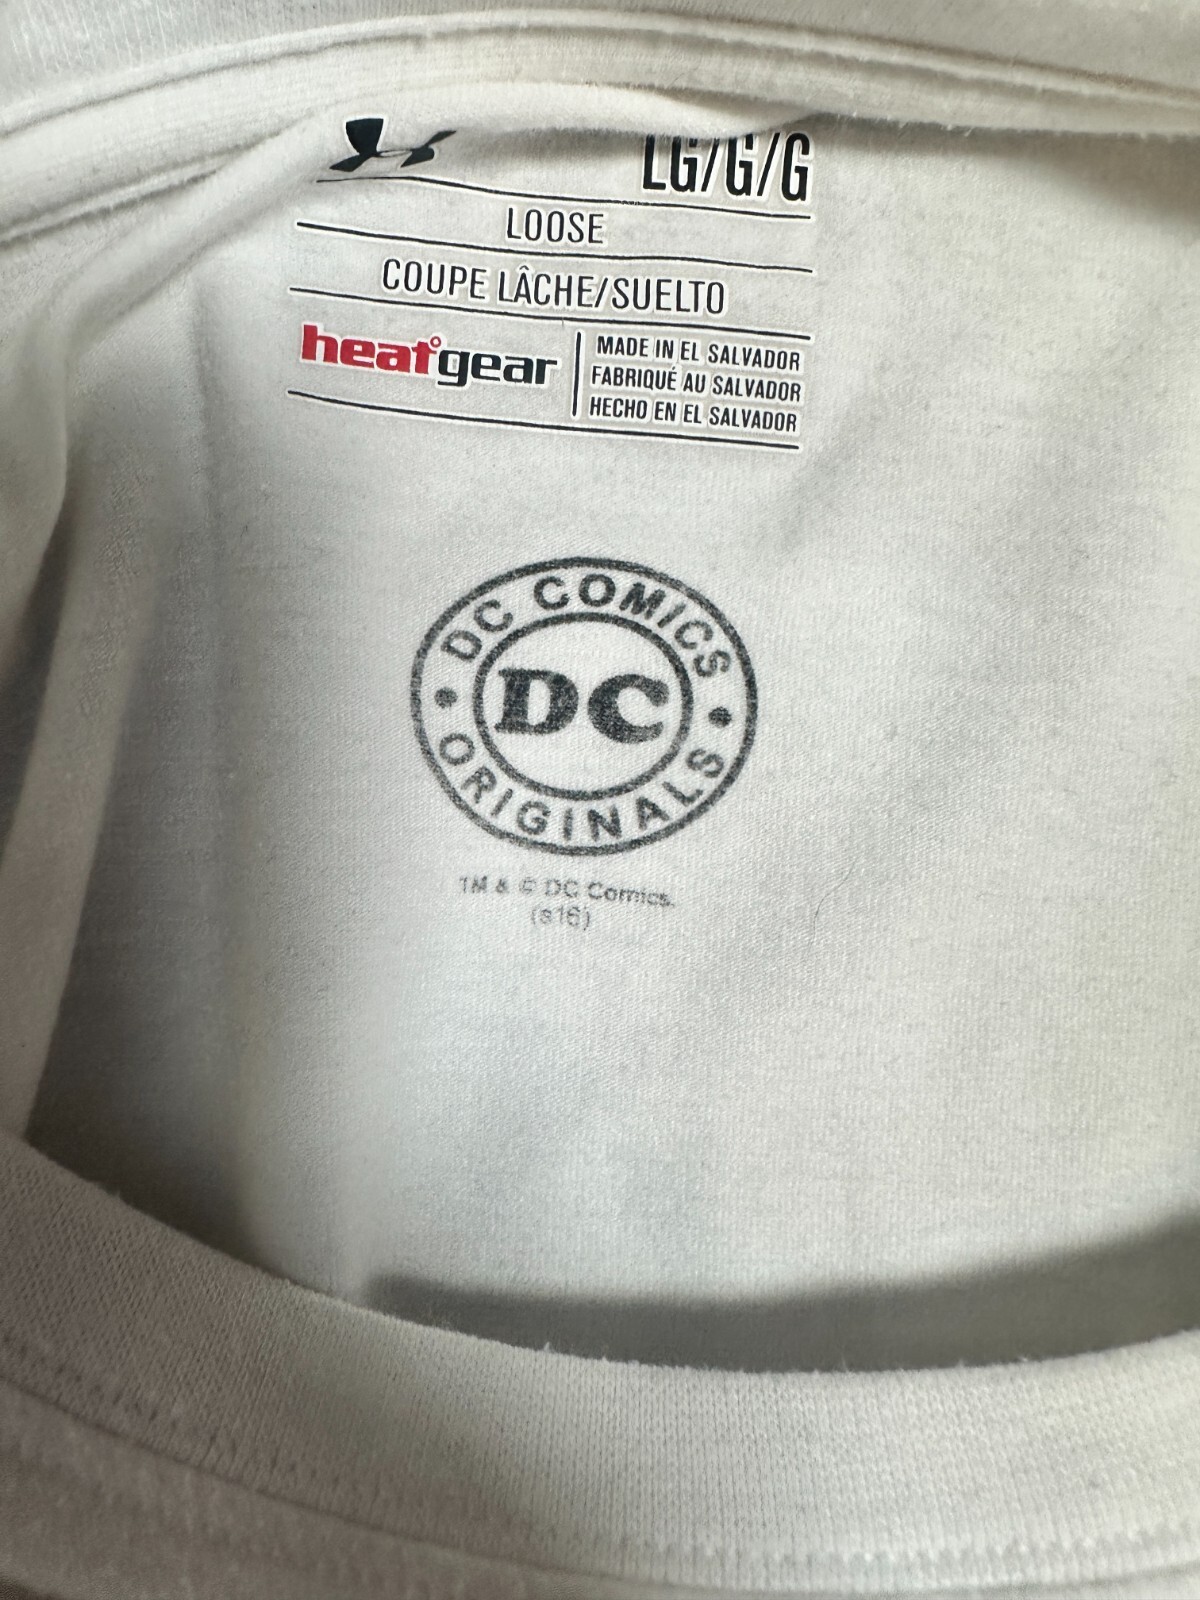 LG/G/G
LOOSE
COUPE LÂCHE/SUELTO
heatgear
MADE IN EL SALVADOR
FABRIQUÉ AU SALVADOR
HECHO EN EL SALVADOR
DC COMICS
DC
ORIGINALS
TM & © DC Comics.
(s16)